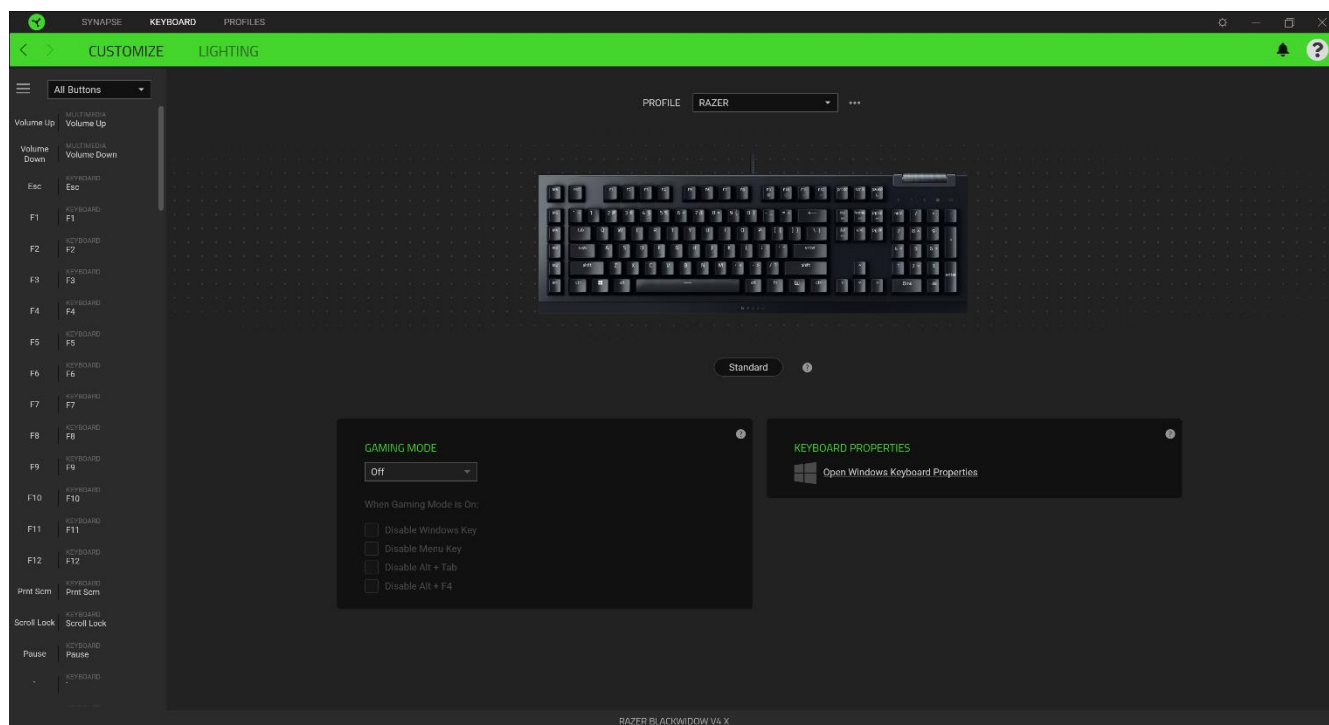 SYNAPSE KEYBOARD PROFILES
CUSTOMIZE LIGHTING
All Buttons
PROFILE RAZER
Volume Up MULTIMEDIA
Volume Up
Volume Down MULTIMEDIA
Volume Down
Esc KEYBOARD
Esc
F1 KEYBOARD
F1
F2 KEYBOARD
F2
F3 KEYBOARD
F3
F4 KEYBOARD
F4
F5 KEYBOARD
F5
F6 KEYBOARD
F6
F7 KEYBOARD
F7
F8 KEYBOARD
F8
F9 KEYBOARD
F9
F10 KEYBOARD
F10
F11 KEYBOARD
F11
F12 KEYBOARD
F12
Prnt Scrn KEYBOARD
Prnt Scrn
Scroll Lock KEYBOARD
Scroll Lock
Pause KEYBOARD
Pause
KEYBOARD
Standard ?
GAMING MODE ?
Off
When Gaming Mode is On:
Disable Windows Key
Disable Menu Key
Disable Alt + Tab
Disable Alt + F4
KEYBOARD PROPERTIES ?
Open Windows Keyboard Properties
RAZER BLACKWIDOW V4 X